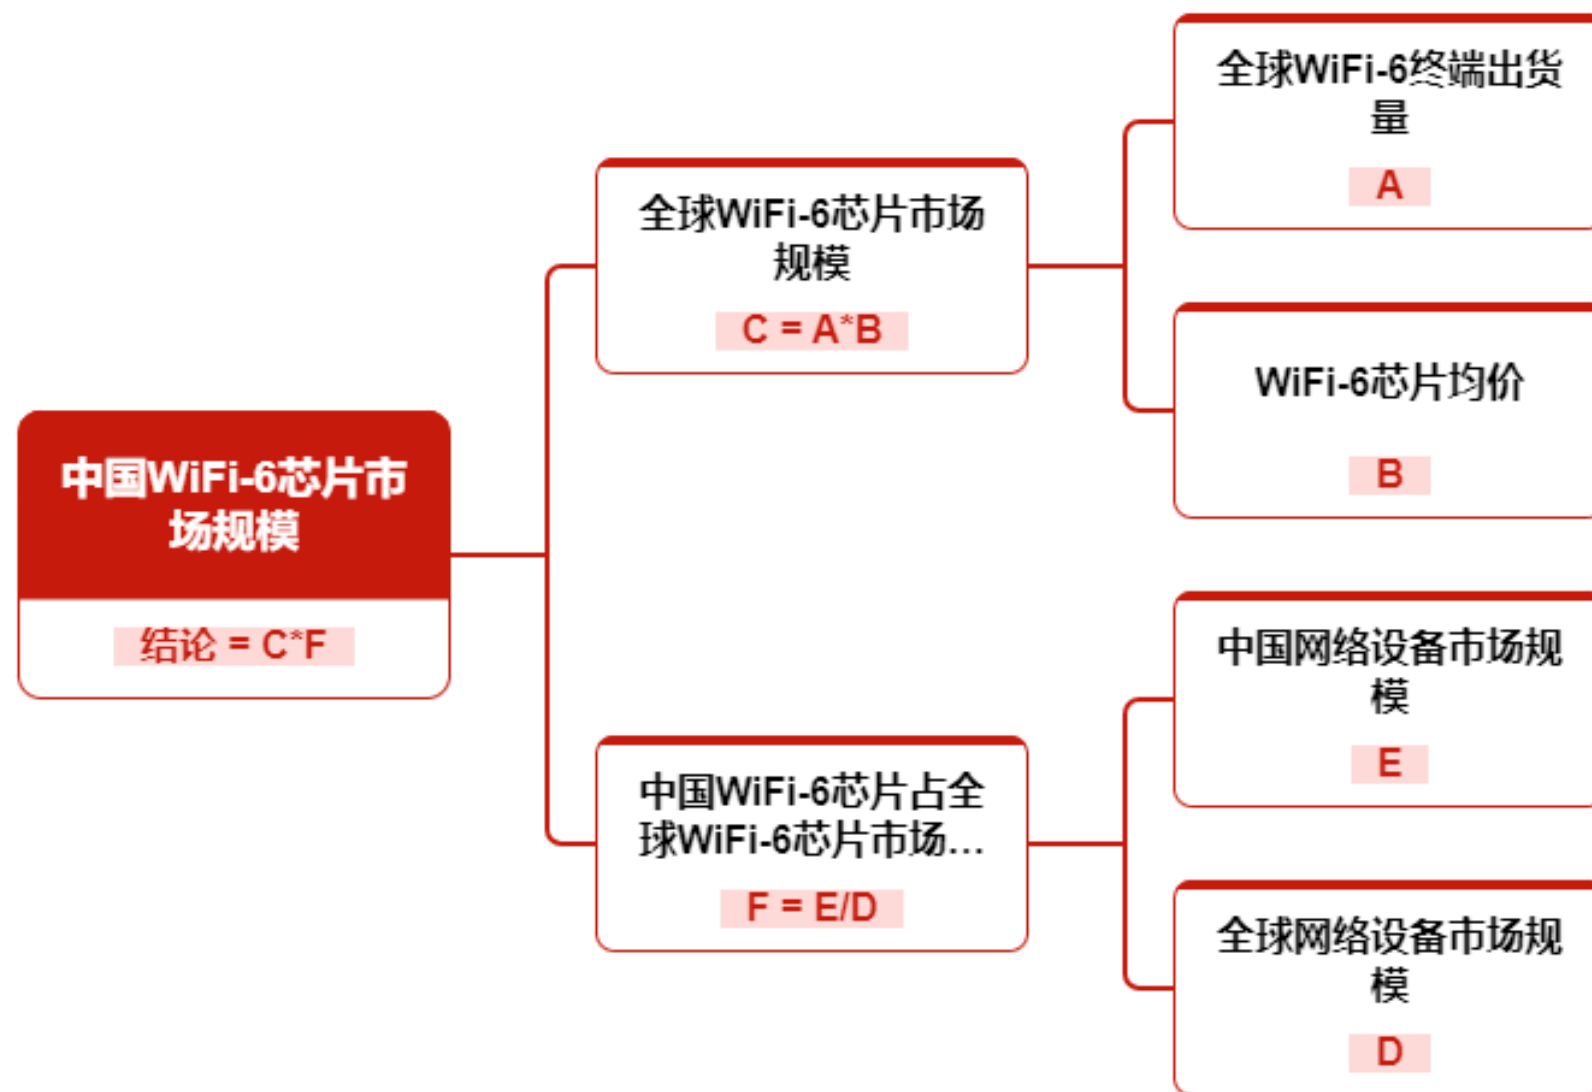 全球WiFi-6终端出货
量
A
全球WiFi-6芯片市场
规模
C = A*B
WiFi-6芯片均价
B
中国WiFi-6芯片市
场规模
结论 = C*F
中国网络设备市场规
模
E
中国WiFi-6芯片占全
球WiFi-6芯片市场...
F = E/D
全球网络设备市场规
模
D